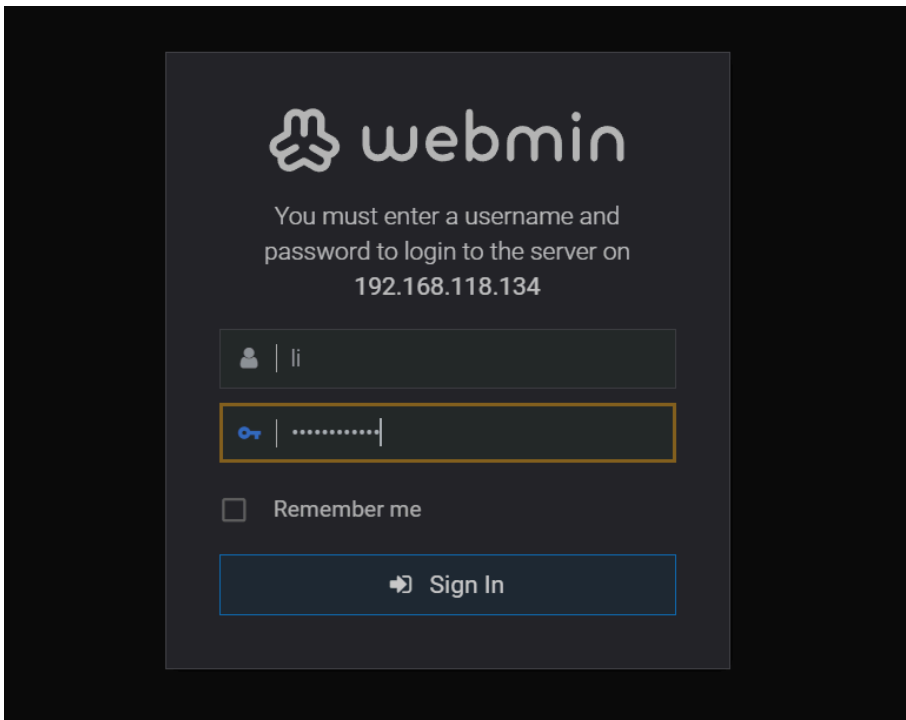 webmin
You must enter a username and
password to login to the server on
192.168.118.134
li
••••••••••••
Remember me
Sign In